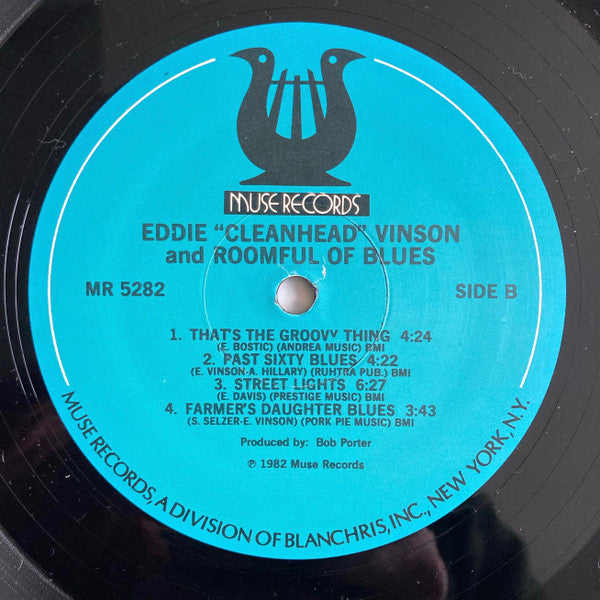 MUSE RECORDS
EDDIE "CLEANHEAD" VINSON
and ROOMFUL OF BLUES
MR 5282
SIDE B
1. THAT'S THE GROOVY THING 4:24
(E. BOSTIC) (ANDREA MUSIC) BMI
2. PAST SIXTY BLUES 4:22
(E. VINSON-A. HILLARY) (RUHTRA PUB.) BMI
3. STREET LIGHTS 6:27
(E. DAVIS) (PRESTIGE MUSIC) BMI
4. FARMER'S DAUGHTER BLUES 3:43
(S. SELZER-E. VINSON) (PORK PIE MUSIC) BMI
Produced by: Bob Porter
℗ 1982 Muse Records
MUSE RECORDS, A DIVISION OF BLANCHRIS, INC., NEW YORK, N.Y.